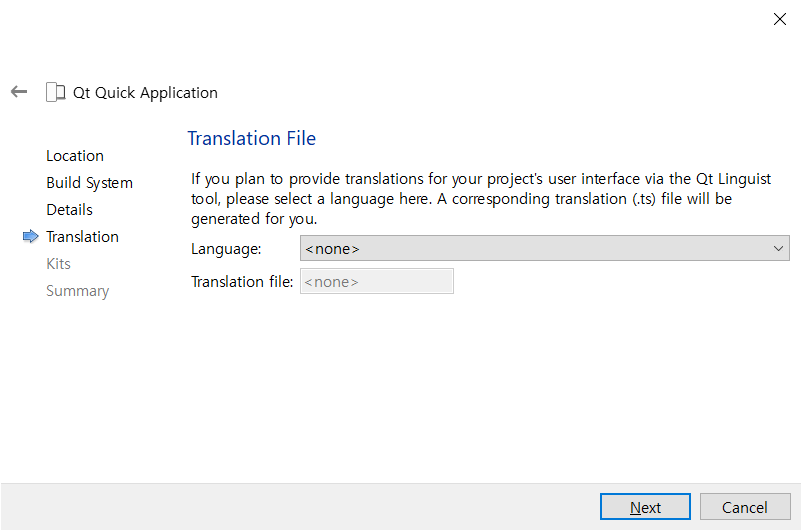 Qt Quick Application
Location
Build System
Details
Translation
Kits
Summary
Translation File
If you plan to provide translations for your project's user interface via the Qt Linguist
tool, please select a language here. A corresponding translation (.ts) file will be
generated for you.
Language: <none>
Translation file: <none>
Next Cancel